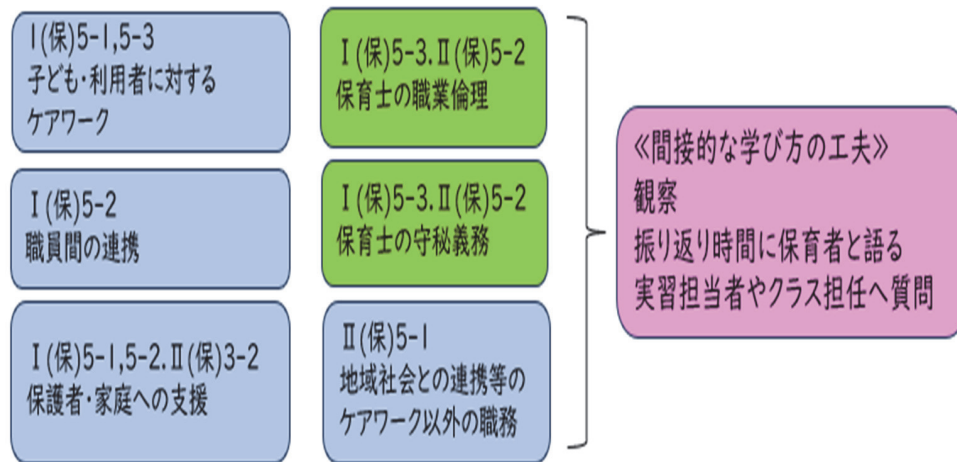 Ⅰ(保)5-1,5-3
子ども・利用者に対する
ケアワーク
Ⅰ(保)5-2
職員間の連携
Ⅰ(保)5-1,5-2.Ⅱ(保)3-2
保護者・家庭への支援
Ⅰ(保)5-3.Ⅱ(保)5-2
保育士の職業倫理
Ⅰ(保)5-3.Ⅱ(保)5-2
保育士の守秘義務
Ⅱ(保)5-1
地域社会との連携等の
ケアワーク以外の職務
≪間接的な学び方の工夫≫
観察
振り返り時間に保育者と語る
実習担当者やクラス担任へ質問